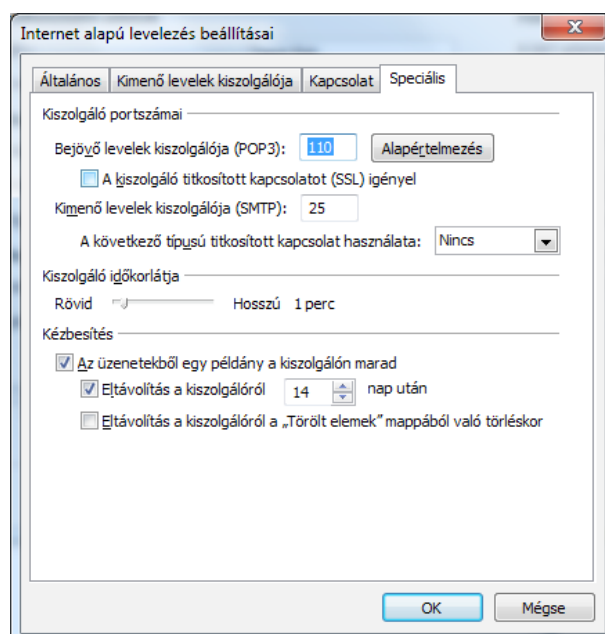 Internet alapú levelezés beállításai
Általános Kimenő levelek kiszolgálója Kapcsolat Speciális
Kiszolgáló portszámai
Bejövő levelek kiszolgálója (POP3): 110 Alapértelmezés
A kiszolgáló titkosított kapcsolatot (SSL) igényel
Kimenő levelek kiszolgálója (SMTP): 25
A következő típusú titkosított kapcsolat használata: Nincs
Kiszolgáló időkorlátja
Rövid Hosszú 1 perc
Kézbesítés
Az üzenetekből egy példány a kiszolgálón marad
Eltávolítás a kiszolgálóról 14 nap után
Eltávolítás a kiszolgálóról a „Törölt elemek” mappából való törléskor
OK Mégse